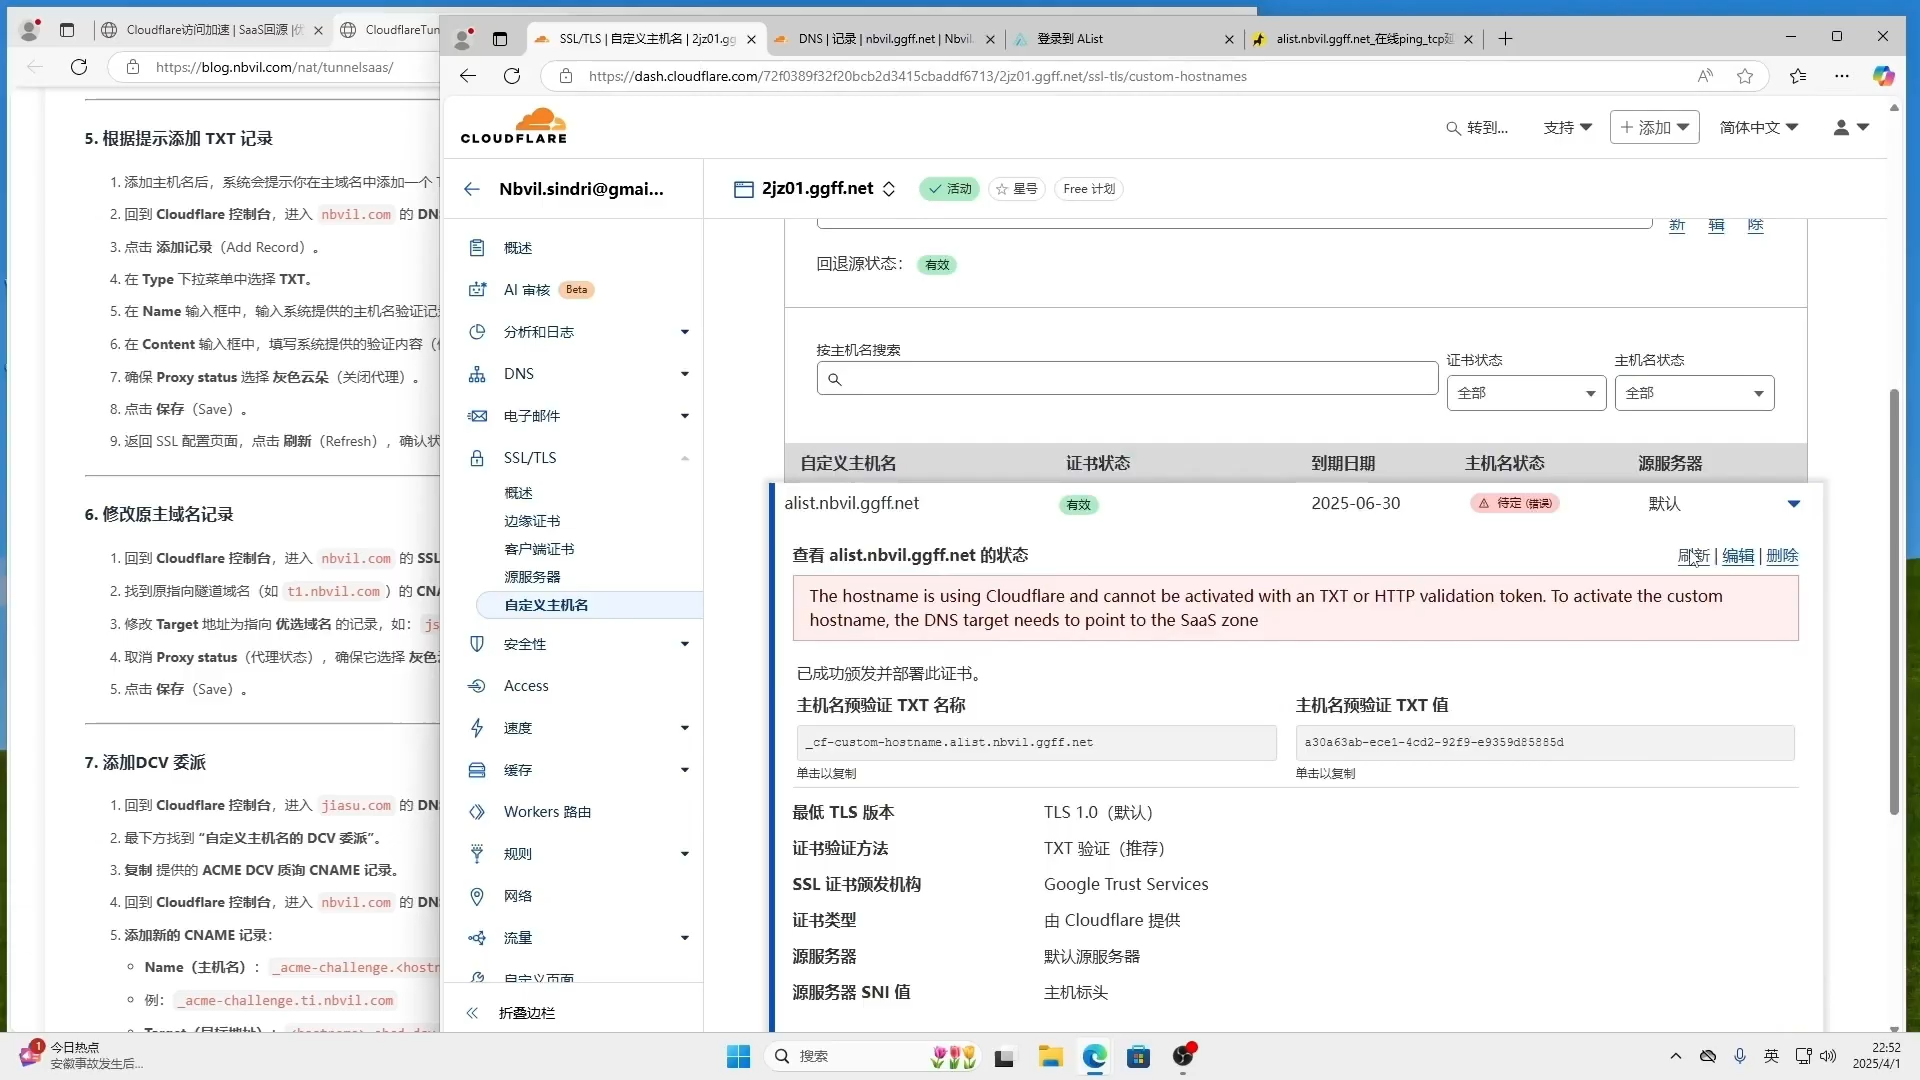 Cloudflare访问加速 | SaaS回源 |
CloudflareTun
https://blog.nbvil.com/nat/tunnelsaas/
5. 根据提示添加 TXT 记录
1. 添加主机名后，系统会提示你在主域名中添加一个
2. 回到 Cloudflare 控制台，进入 nbvil.com 的 DN
3. 点击 添加记录（Add Record）。
4. 在 Type 下拉菜单中选择 TXT。
5. 在 Name 输入框中，输入系统提供的主机名验证记
6. 在 Content 输入框中，填写系统提供的验证内容（
7. 确保 Proxy status 选择 灰色云朵（关闭代理）。
8. 点击 保存（Save）。
9. 返回 SSL 配置页面，点击 刷新（Refresh），确认状
6. 修改原主域名记录
1. 回到 Cloudflare 控制台，进入 nbvil.com 的 SSL
2. 找到原指向隧道域名（如 t1.nbvil.com ）的 CN
3. 修改 Target 地址为指向 优选域名 的记录，如： js
4. 取消 Proxy status（代理状态），确保它选择 灰色
5. 点击 保存（Save）。
7. 添加DCV 委派
1. 回到 Cloudflare 控制台，进入 jiasu.com 的 DN
2. 最下方找到 “自定义主机名的 DCV 委派”。
3. 复制 提供的 ACME DCV 质询 CNAME 记录。
4. 回到 Cloudflare 控制台，进入 nbvil.com 的 DN
5. 添加新的 CNAME 记录：
Name（主机名）： _acme-challenge.<hostn
例： _acme-challenge.ti.nbvil.com
SSL/TLS | 自定义主机名 | 2jz01.gg
DNS | 记录 | nbvil.ggff.net | Nbvil.
登录到 AList
alist.nbvil.ggff.net_在线ping_tcp延
https://dash.cloudflare.com/72f0389f32f20bcb2d3415cbaddf6713/2jz01.ggff.net/ssl-tls/custom-hostnames
CLOUDFLARE
转到...
支持
添加
简体中文
Nbvil.sindri@gmai...
2jz01.ggff.net
活动
星号
Free 计划
概述
AI 审核 Beta
分析和日志
DNS
电子邮件
SSL/TLS
概述
边缘证书
客户端证书
源服务器
自定义主机名
安全性
Access
速度
缓存
Workers 路由
规则
网络
流量
自定义页面
折叠边栏
新 辑 除
回退源状态： 有效
按主机名搜索
证书状态
主机名状态
全部
全部
自定义主机名 证书状态 到期日期 主机名状态 源服务器
alist.nbvil.ggff.net 有效 2025-06-30 待定 (错误) 默认
查看 alist.nbvil.ggff.net 的状态
刷新 | 编辑 | 删除
The hostname is using Cloudflare and cannot be activated with an TXT or HTTP validation token. To activate the custom
hostname, the DNS target needs to point to the SaaS zone
已成功颁发并部署此证书。
主机名预验证 TXT 名称
主机名预验证 TXT 值
_cf-custom-hostname.alist.nbvil.ggff.net
a30a63ab-ece1-4cd2-92f9-e9359d85885d
单击以复制
单击以复制
最低 TLS 版本 TLS 1.0（默认）
证书验证方法 TXT 验证（推荐）
SSL 证书颁发机构 Google Trust Services
证书类型 由 Cloudflare 提供
源服务器 默认源服务器
源服务器 SNI 值 主机标头
1
今日热点
安徽事故发生后...
搜索
英
22:52
2025/4/1